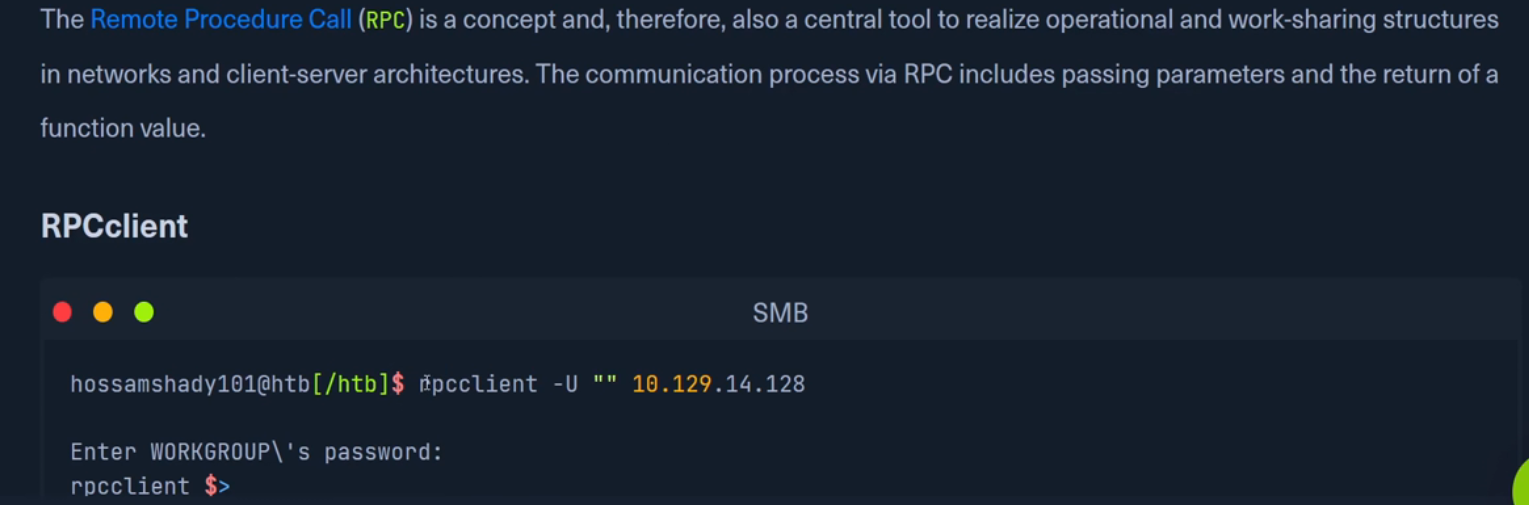 The Remote Procedure Call (RPC) is a concept and, therefore, also a central tool to realize operational and work-sharing structures
in networks and client-server architectures. The communication process via RPC includes passing parameters and the return of a
function value.
RPCclient
SMB
hossamshady101@htb[/htb]$ rpcclient -U "" 10.129.14.128
Enter WORKGROUP\'s password:
rpcclient $>